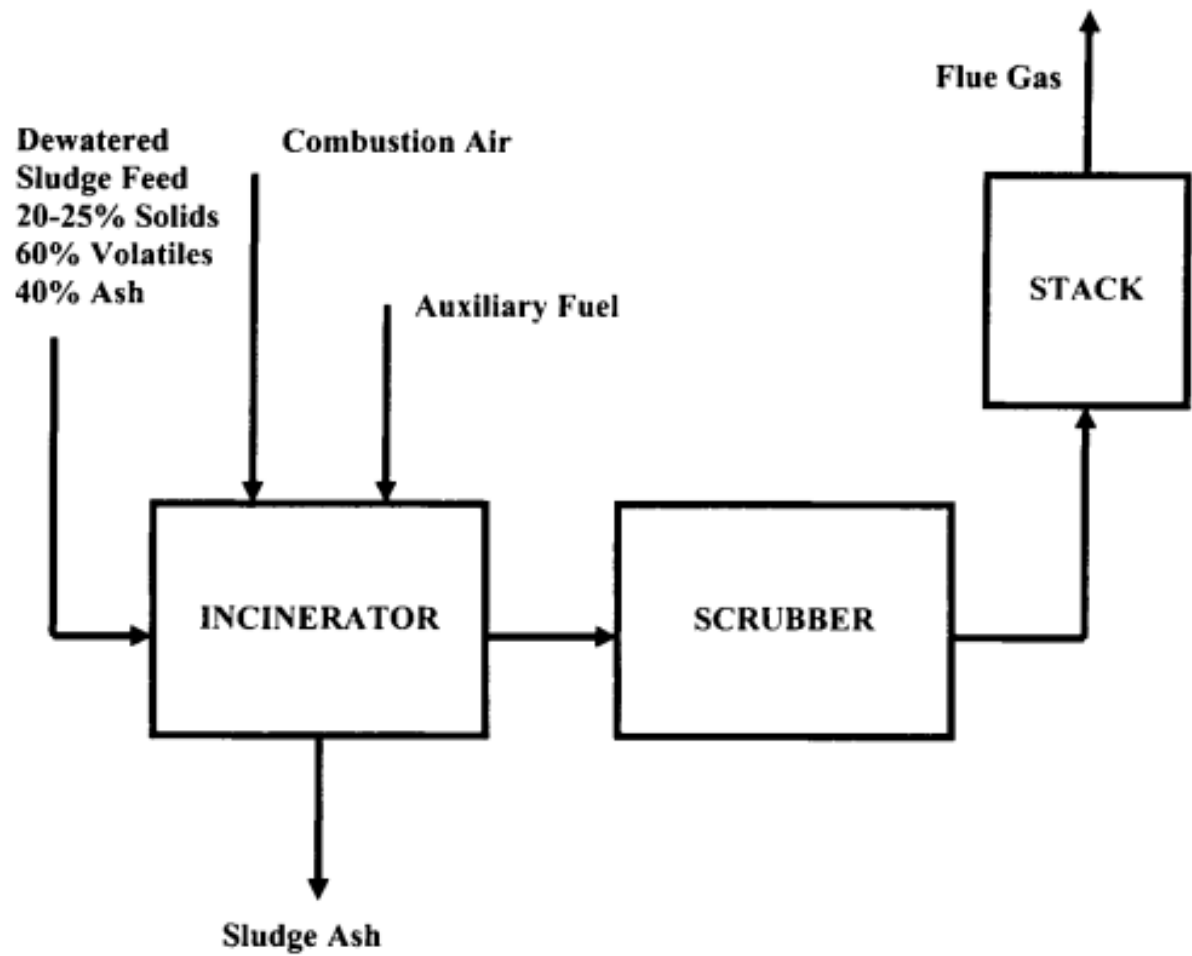 Flue Gas
Dewatered
Sludge Feed
20-25% Solids
60% Volatiles
40% Ash
Combustion Air
Auxiliary Fuel
STACK
INCINERATOR
SCRUBBER
Sludge Ash